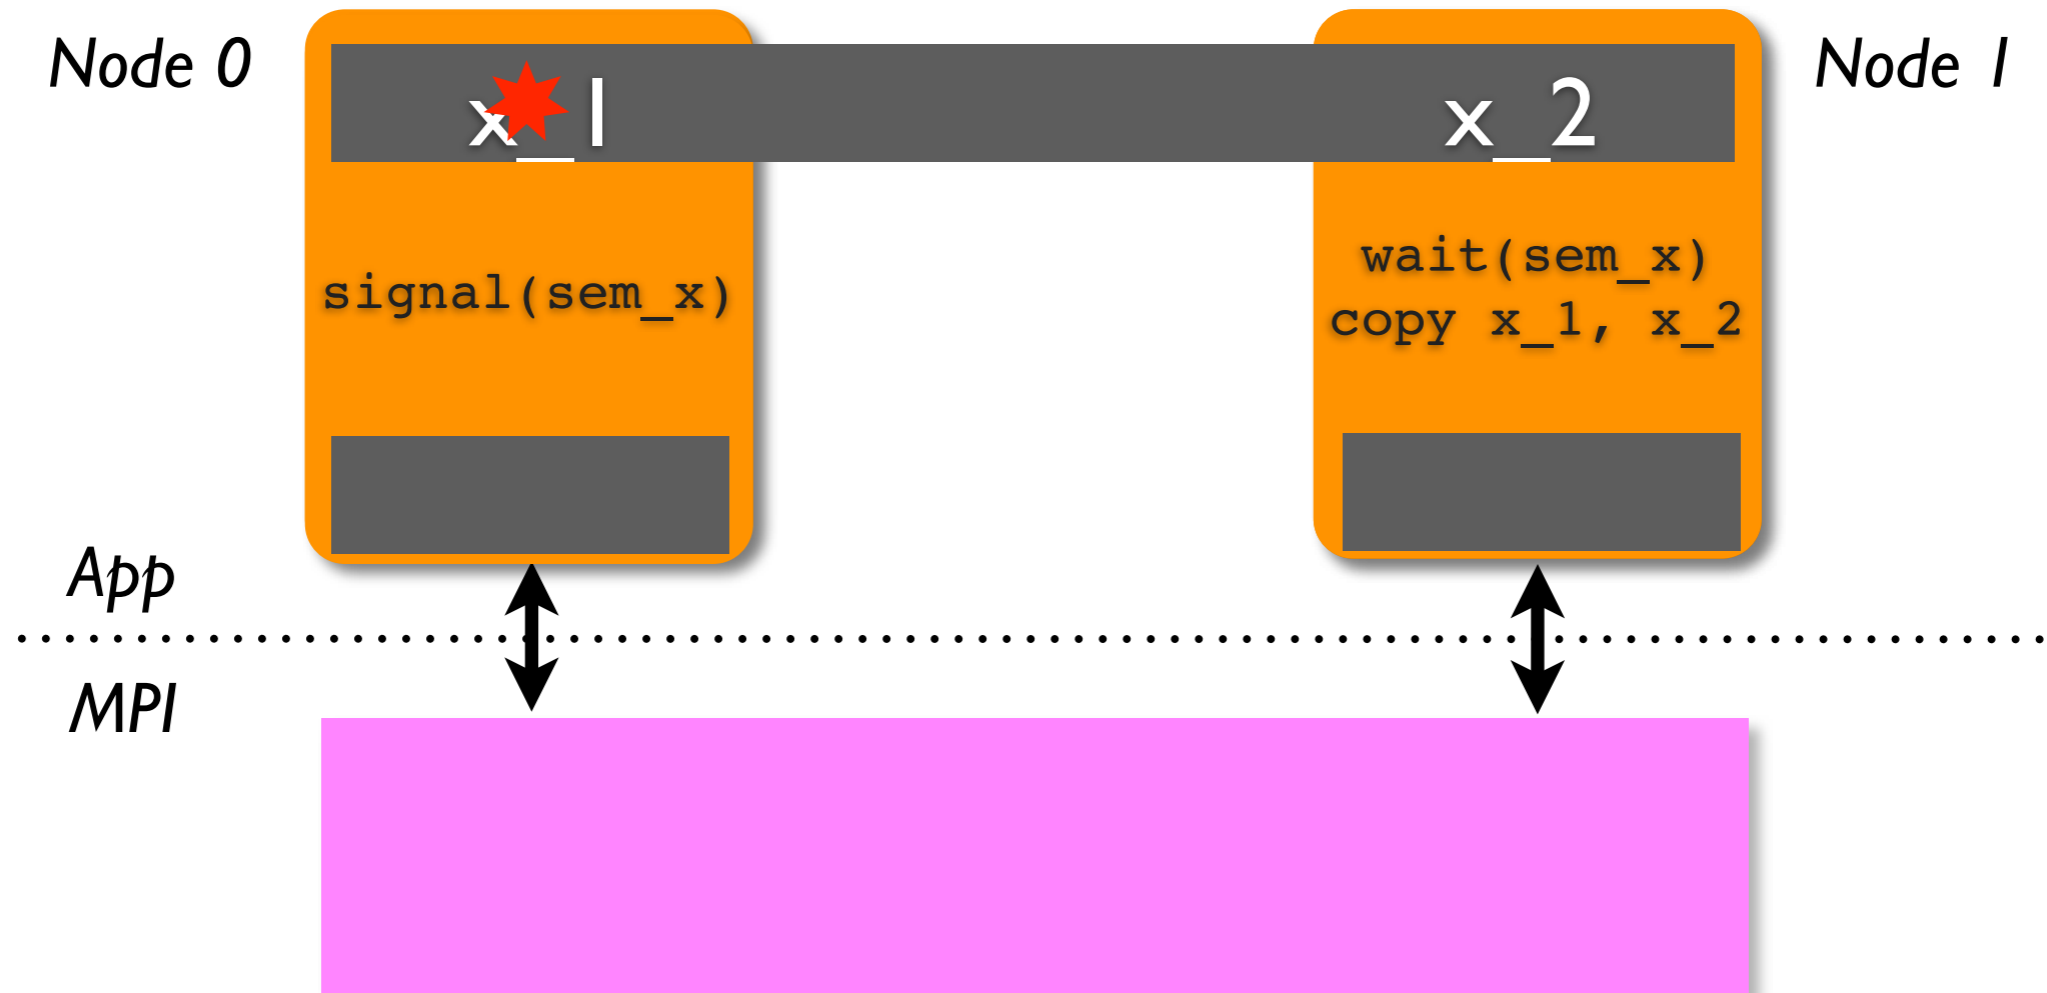 Node 0
x_1
x_2
Node 1
signal(sem_x)
wait(sem_x)
copy x_1, x_2
App
MPI